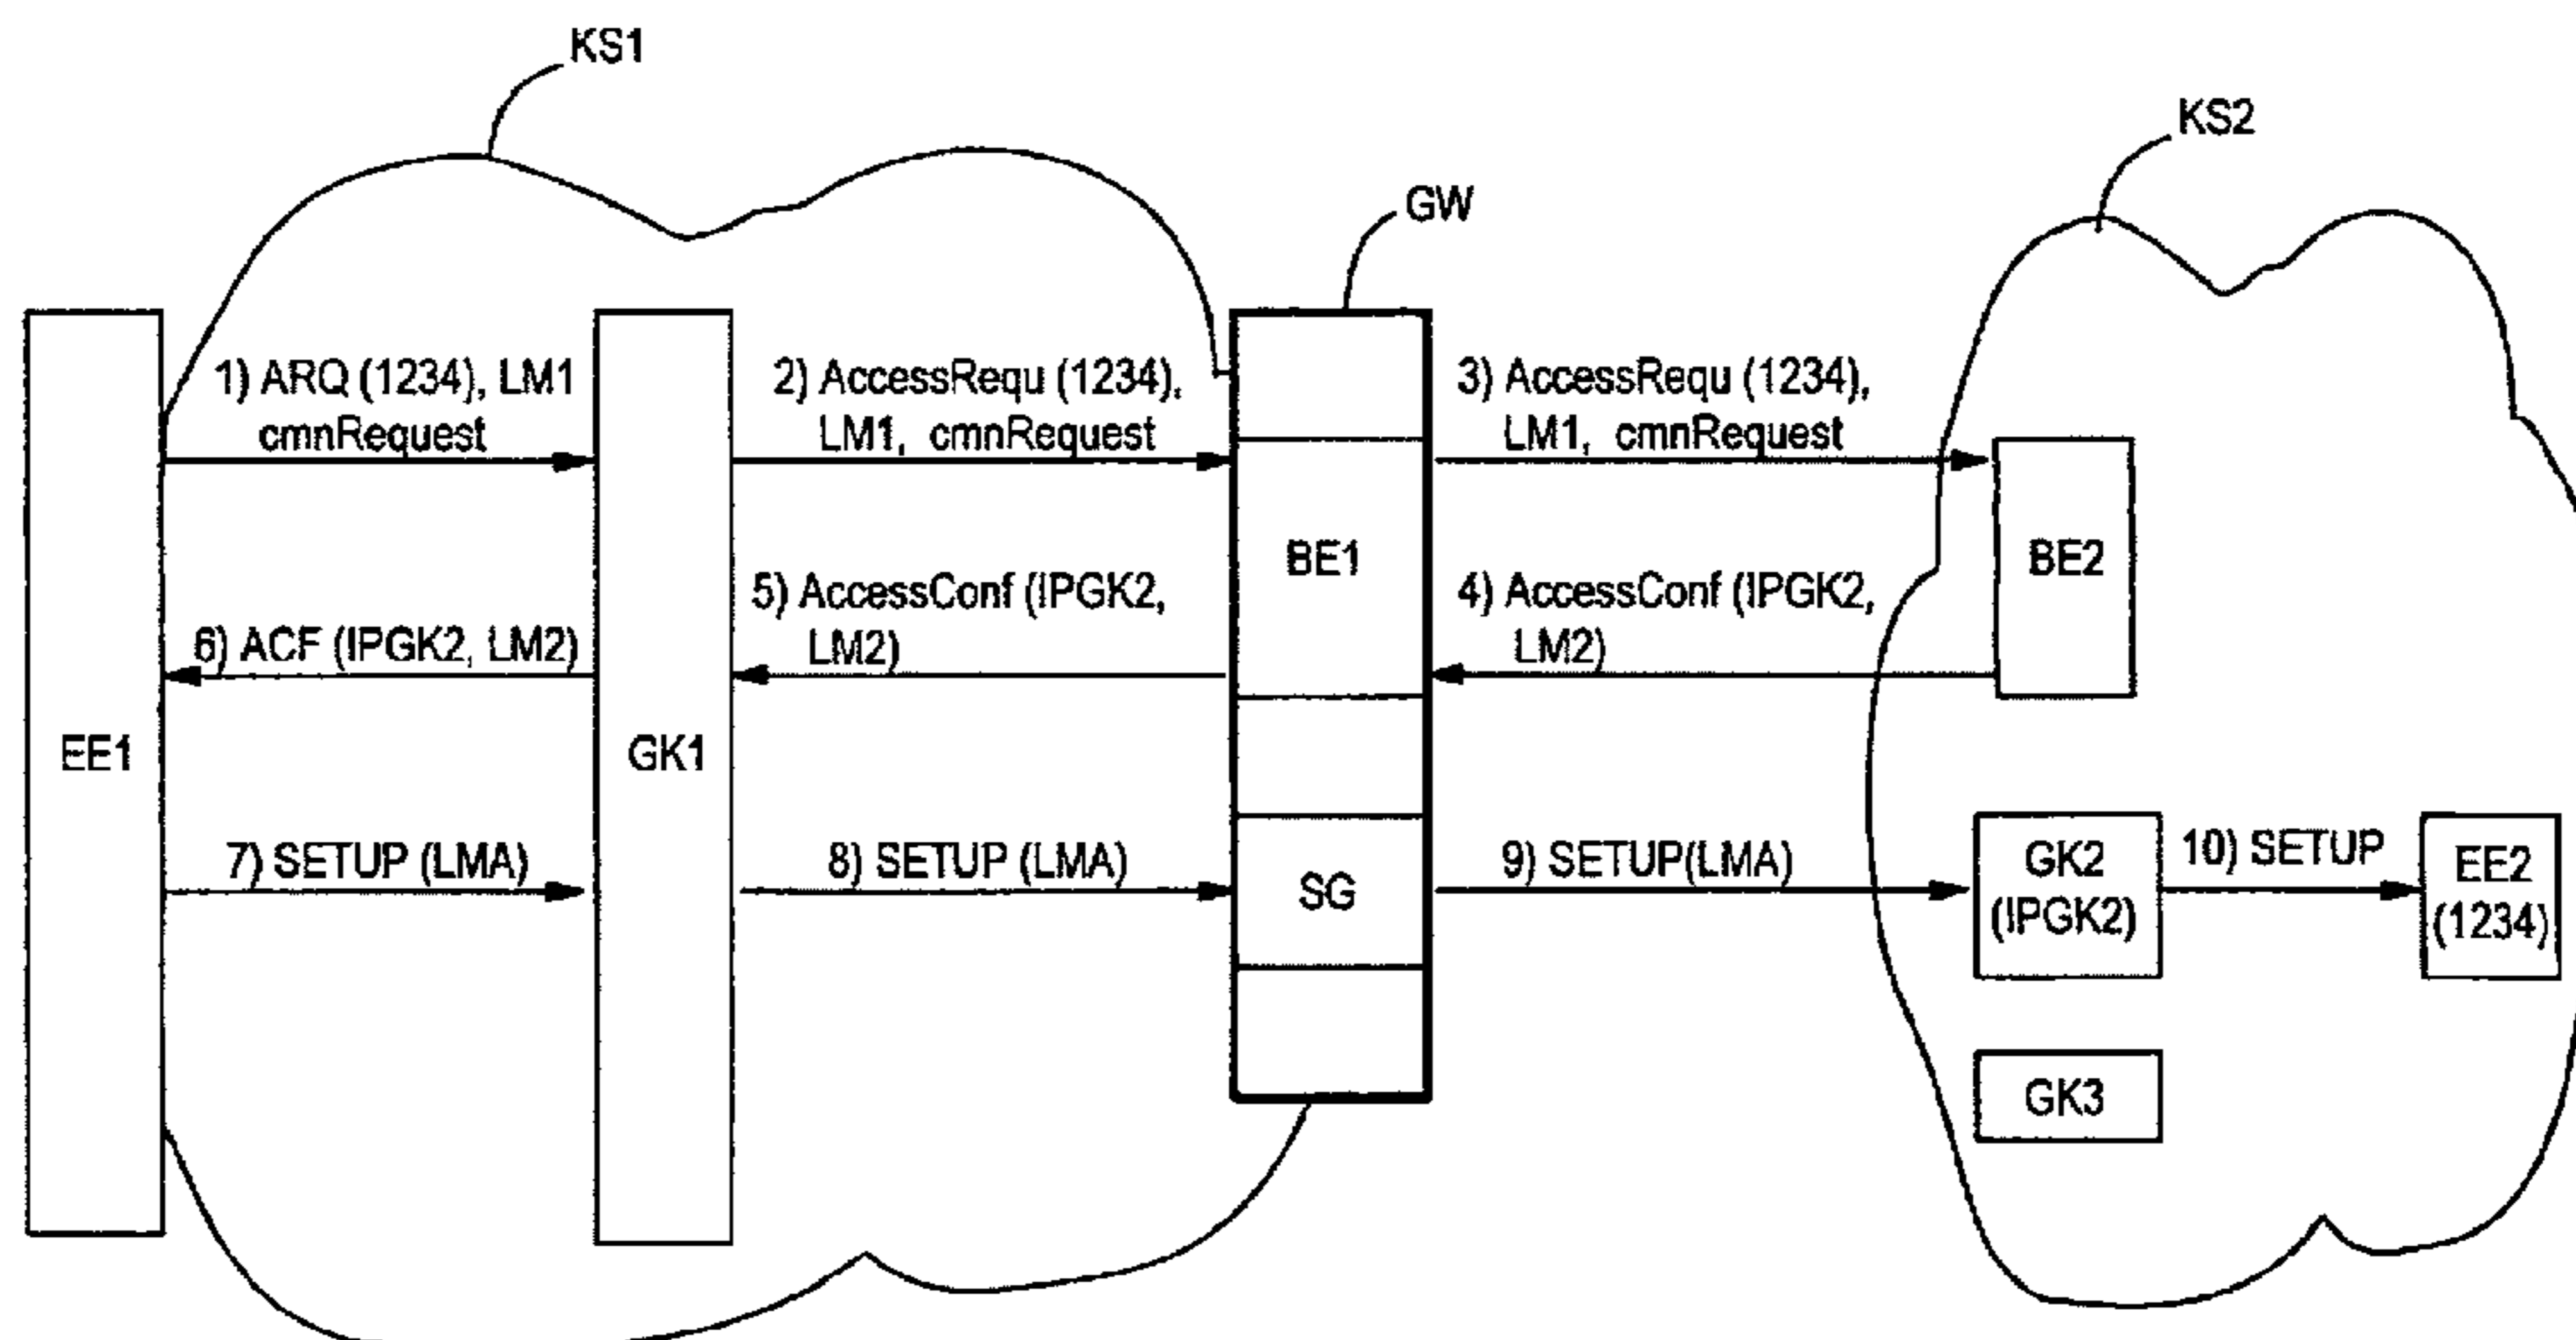 KS1
KS2
GW
1) ARQ (1234), LM1
cmnRequest
2) AccessRequ (1234),
LM1, cmnRequest
3) AccessRequ (1234),
LM1, cmnRequest
BE1
BE2
6) ACF (IPGK2, LM2)
5) AccessConf (IPGK2,
LM2)
4) AccessConf (IPGK2,
LM2)
EE1
GK1
7) SETUP (LMA)
8) SETUP (LMA)
SG
9) SETUP(LMA)
GK2
(IPGK2)
10) SETUP
EE2
(1234)
GK3